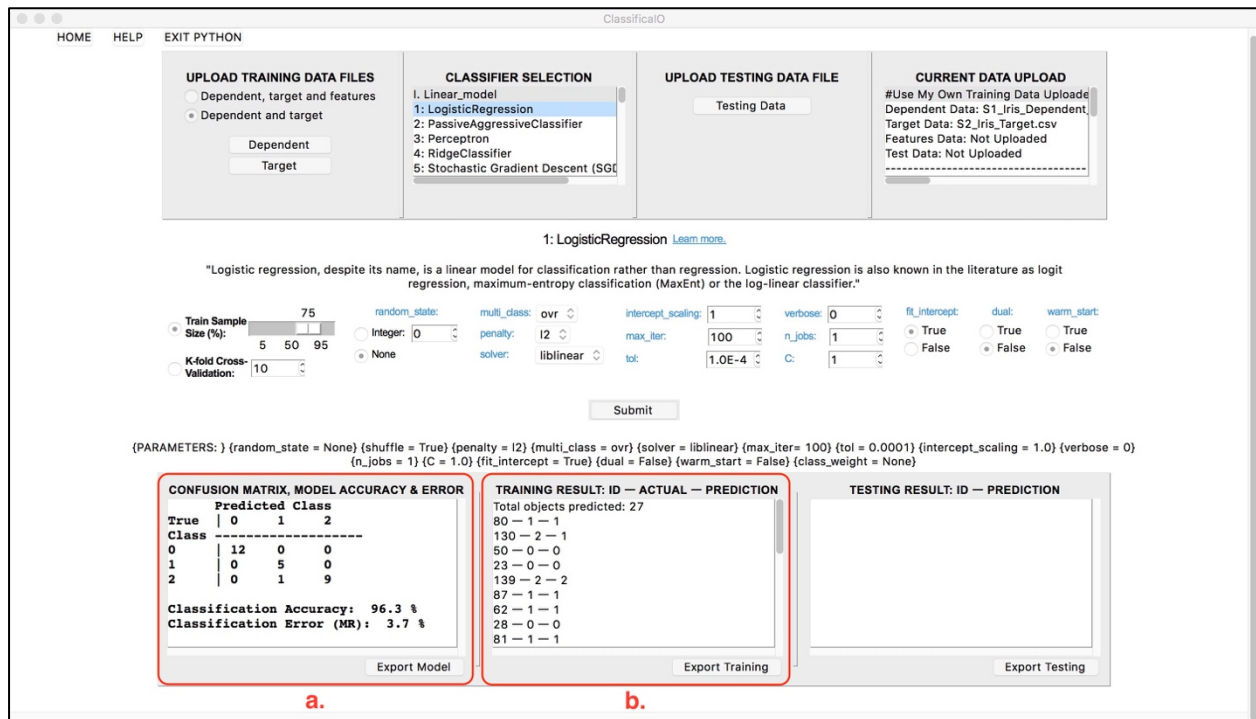 ClassificaIO
HOME HELP EXIT PYTHON
UPLOAD TRAINING DATA FILES
Dependent, target and features
Dependent and target
Dependent
Target
CLASSIFIER SELECTION
I. Linear_model
1: LogisticRegression
2: PassiveAggressiveClassifier
3: Perceptron
4: RidgeClassifier
5: Stochastic Gradient Descent (SGD
UPLOAD TESTING DATA FILE
Testing Data
CURRENT DATA UPLOAD
#Use My Own Training Data Uploade
Dependent Data: S1_Iris_Dependent_
Target Data: S2_Iris_Target.csv
Features Data: Not Uploaded
Test Data: Not Uploaded
------------------------------------
1: LogisticRegression Learn more.
"Logistic regression, despite its name, is a linear model for classification rather than regression. Logistic regression is also known in the literature as logit
regression, maximum-entropy classification (MaxEnt) or the log-linear classifier."
Train Sample
Size (%):
75
5 50 95
K-fold Cross-
Validation: 10
random_state:
Integer: 0
None
multi_class: ovr
penalty: l2
solver: liblinear
intercept_scaling: 1
max_iter: 100
tol: 1.0E-4
verbose: 0
n_jobs: 1
C: 1
fit_intercept:
True
False
dual:
True
False
warm_start:
True
False
Submit
{PARAMETERS: } {random_state = None} {shuffle = True} {penalty = l2} {multi_class = ovr} {solver = liblinear} {max_iter= 100} {tol = 0.0001} {intercept_scaling = 1.0} {verbose = 0}
{n_jobs = 1} {C = 1.0} {fit_intercept = True} {dual = False} {warm_start = False} {class_weight = None}
CONFUSION MATRIX, MODEL ACCURACY & ERROR
Predicted Class
True | 0 1 2
Class --------------------
0 | 12 0 0
1 | 0 5 0
2 | 0 1 9
Classification Accuracy: 96.3 %
Classification Error (MR): 3.7 %
Export Model
TRAINING RESULT: ID — ACTUAL — PREDICTION
Total objects predicted: 27
80 — 1 — 1
130 — 2 — 1
50 — 0 — 0
23 — 0 — 0
139 — 2 — 2
87 — 1 — 1
62 — 1 — 1
28 — 0 — 0
81 — 1 — 1
Export Training
TESTING RESULT: ID — PREDICTION
Export Testing
a.
b.